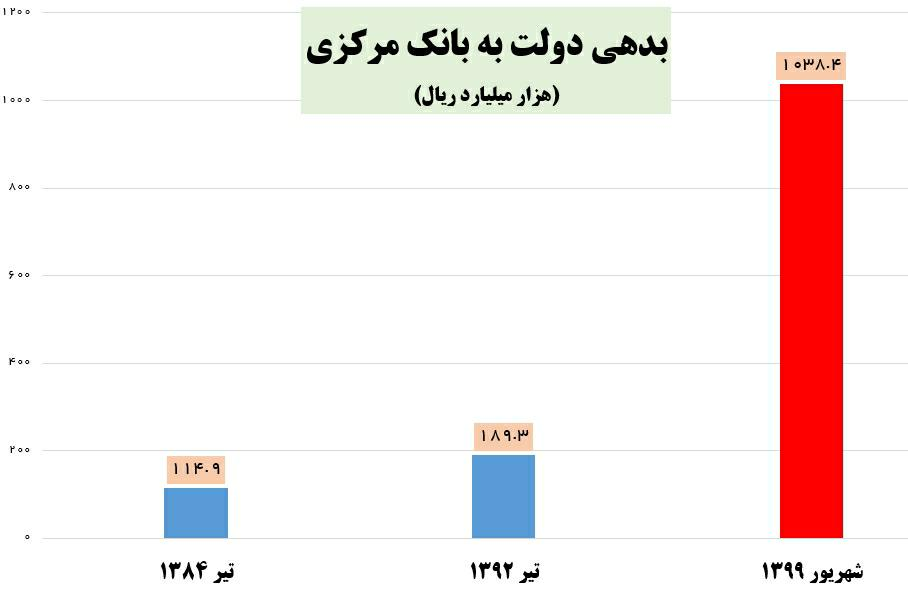 بدهی دولت به بانک مرکزی
(هزار میلیارد ریال)
۱۲۰۰
۱۰۰۰
۸۰۰
۶۰۰
۴۰۰
۲۰۰
۰
۱۱۴.۹
۱۸۹.۳
۱۰۳۸.۴
تیر ۱۳۸۴
تیر ۱۳۹۲
شهریور ۱۳۹۹